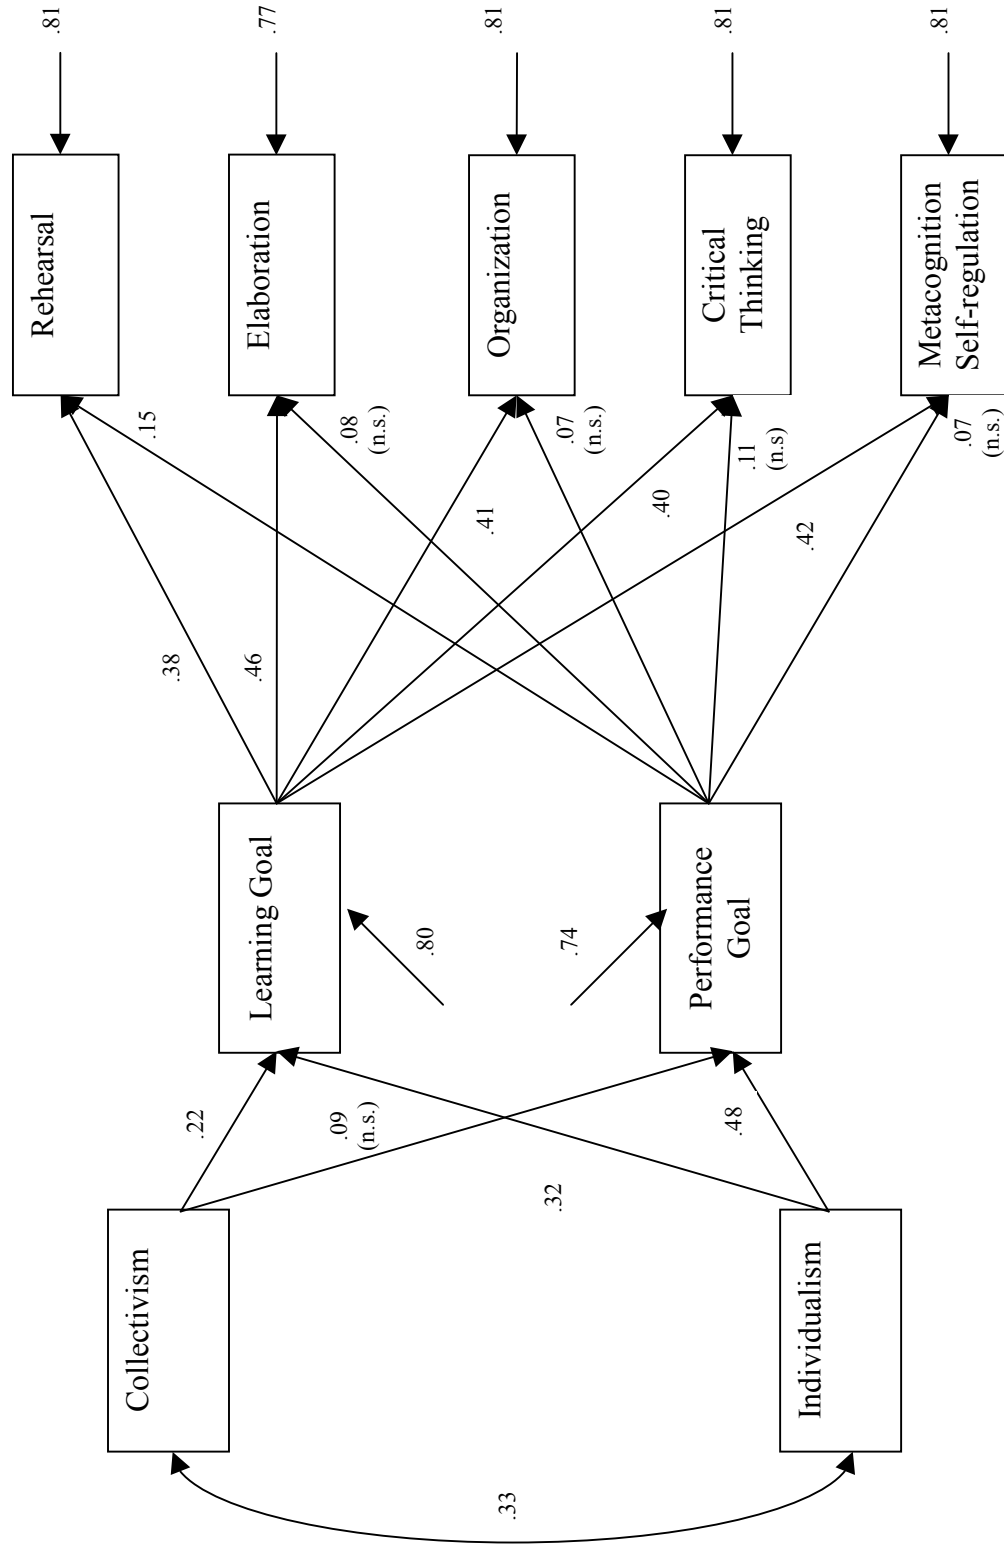 Collectivism
Individualism
.33
.22
.09
(n.s.)
.32
.48
Learning Goal
Performance
Goal
.80
.74
.38
.46
.41
.40
.42
.15
.08
(n.s.)
.07
(n.s.)
.11
(n.s)
.07
(n.s.)
Rehearsal
Elaboration
Organization
Critical
Thinking
Metacognition
Self-regulation
.81
.77
.81
.81
.81